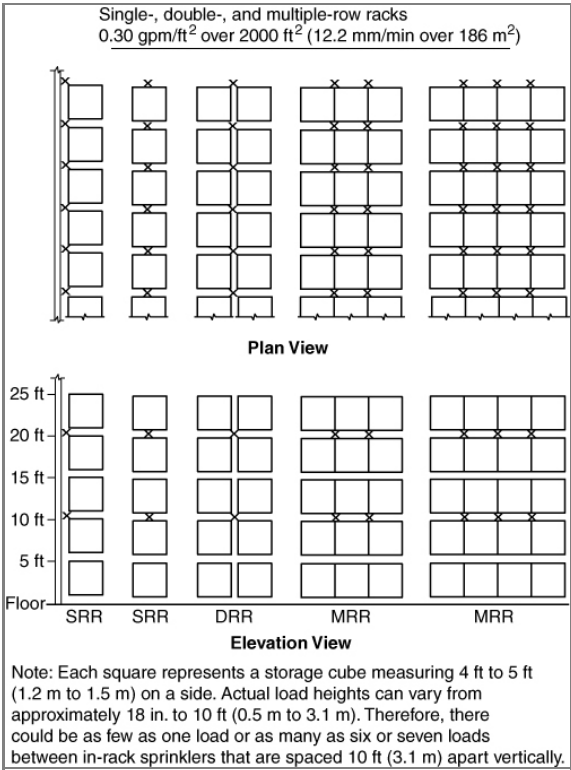 Single-, double-, and multiple-row racks
0.30 gpm/ft² over 2000 ft² (12.2 mm/min over 186 m²)
Plan View
25 ft
20 ft
15 ft
10 ft
5 ft
Floor
SRR SRR DRR MRR MRR
Elevation View
Note: Each square represents a storage cube measuring 4 ft to 5 ft
(1.2 m to 1.5 m) on a side. Actual load heights can vary from
approximately 18 in. to 10 ft (0.5 m to 3.1 m). Therefore, there
could be as few as one load or as many as six or seven loads
between in-rack sprinklers that are spaced 10 ft (3.1 m) apart vertically.